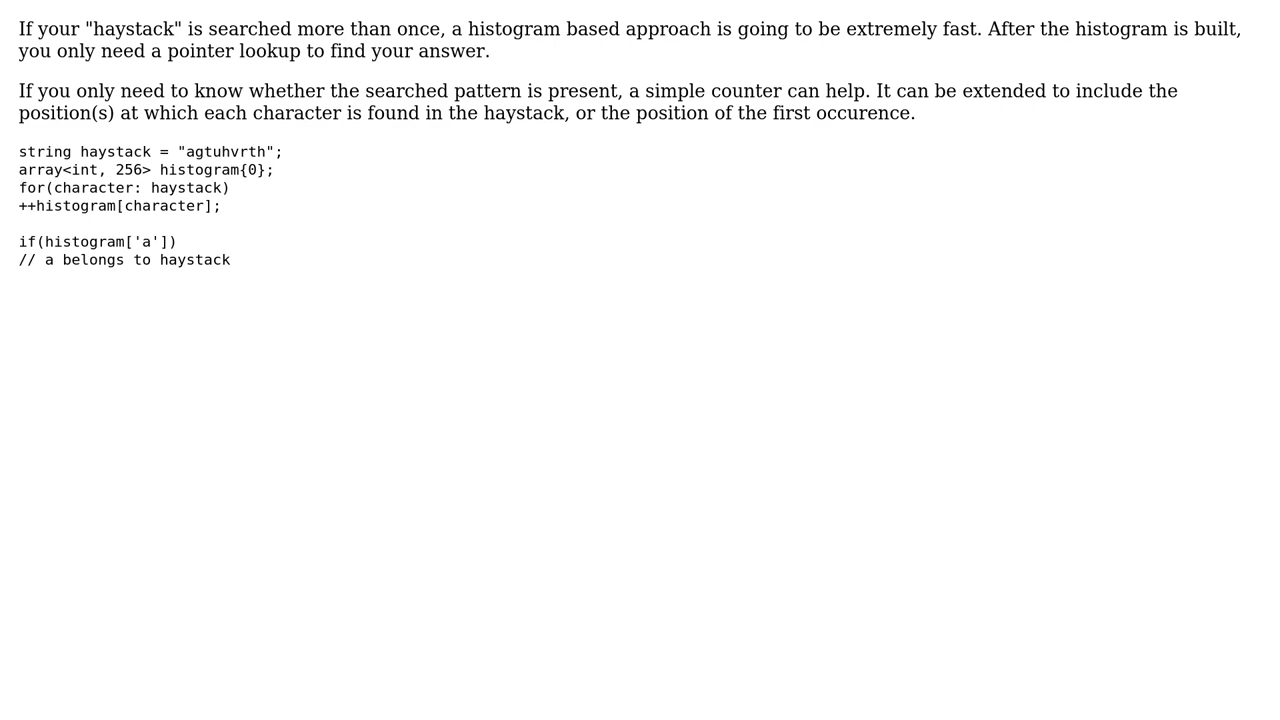 If your "haystack" is searched more than once, a histogram based approach is going to be extremely fast. After the histogram is built,
you only need a pointer lookup to find your answer.
If you only need to know whether the searched pattern is present, a simple counter can help. It can be extended to include the
position(s) at which each character is found in the haystack, or the position of the first occurence.
string haystack = "agtuhvrth";
array<int, 256> histogram{0};
for(character: haystack)
++histogram[character];
if(histogram['a'])
// a belongs to haystack